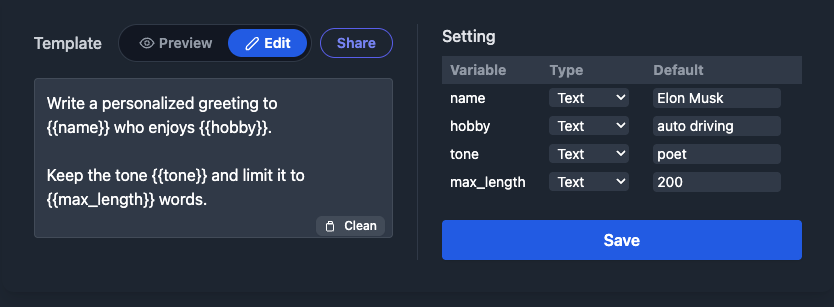 Template
Preview
Edit
Share
Write a personalized greeting to
{{name}} who enjoys {{hobby}}.
Keep the tone {{tone}} and limit it to
{{max_length}} words.
Clean
Setting
Variable Type Default
name Text Elon Musk
hobby Text auto driving
tone Text poet
max_length Text 200
Save